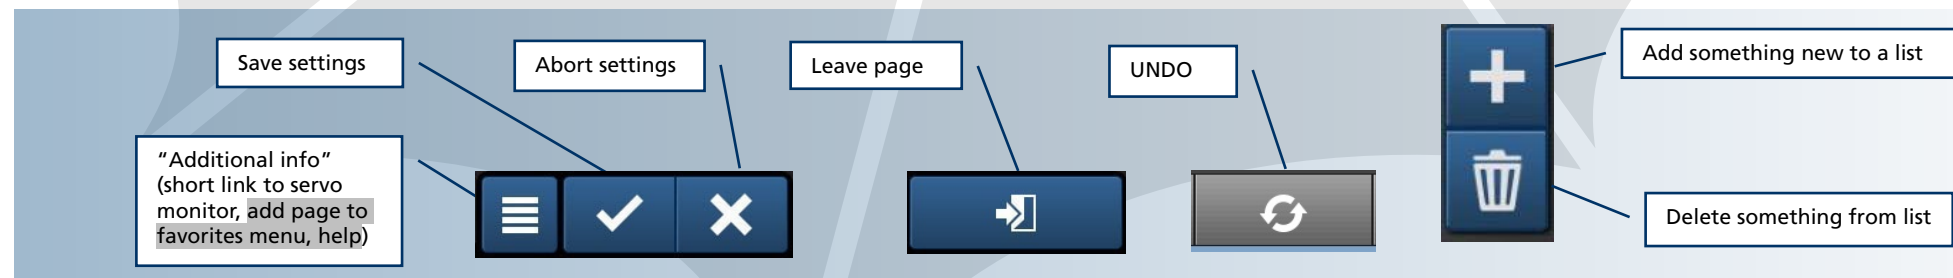 Save settings
Abort settings
Leave page
UNDO
Add something new to a list
“Additional info”
(short link to servo
monitor, add page to
favorites menu, help)
Delete something from list